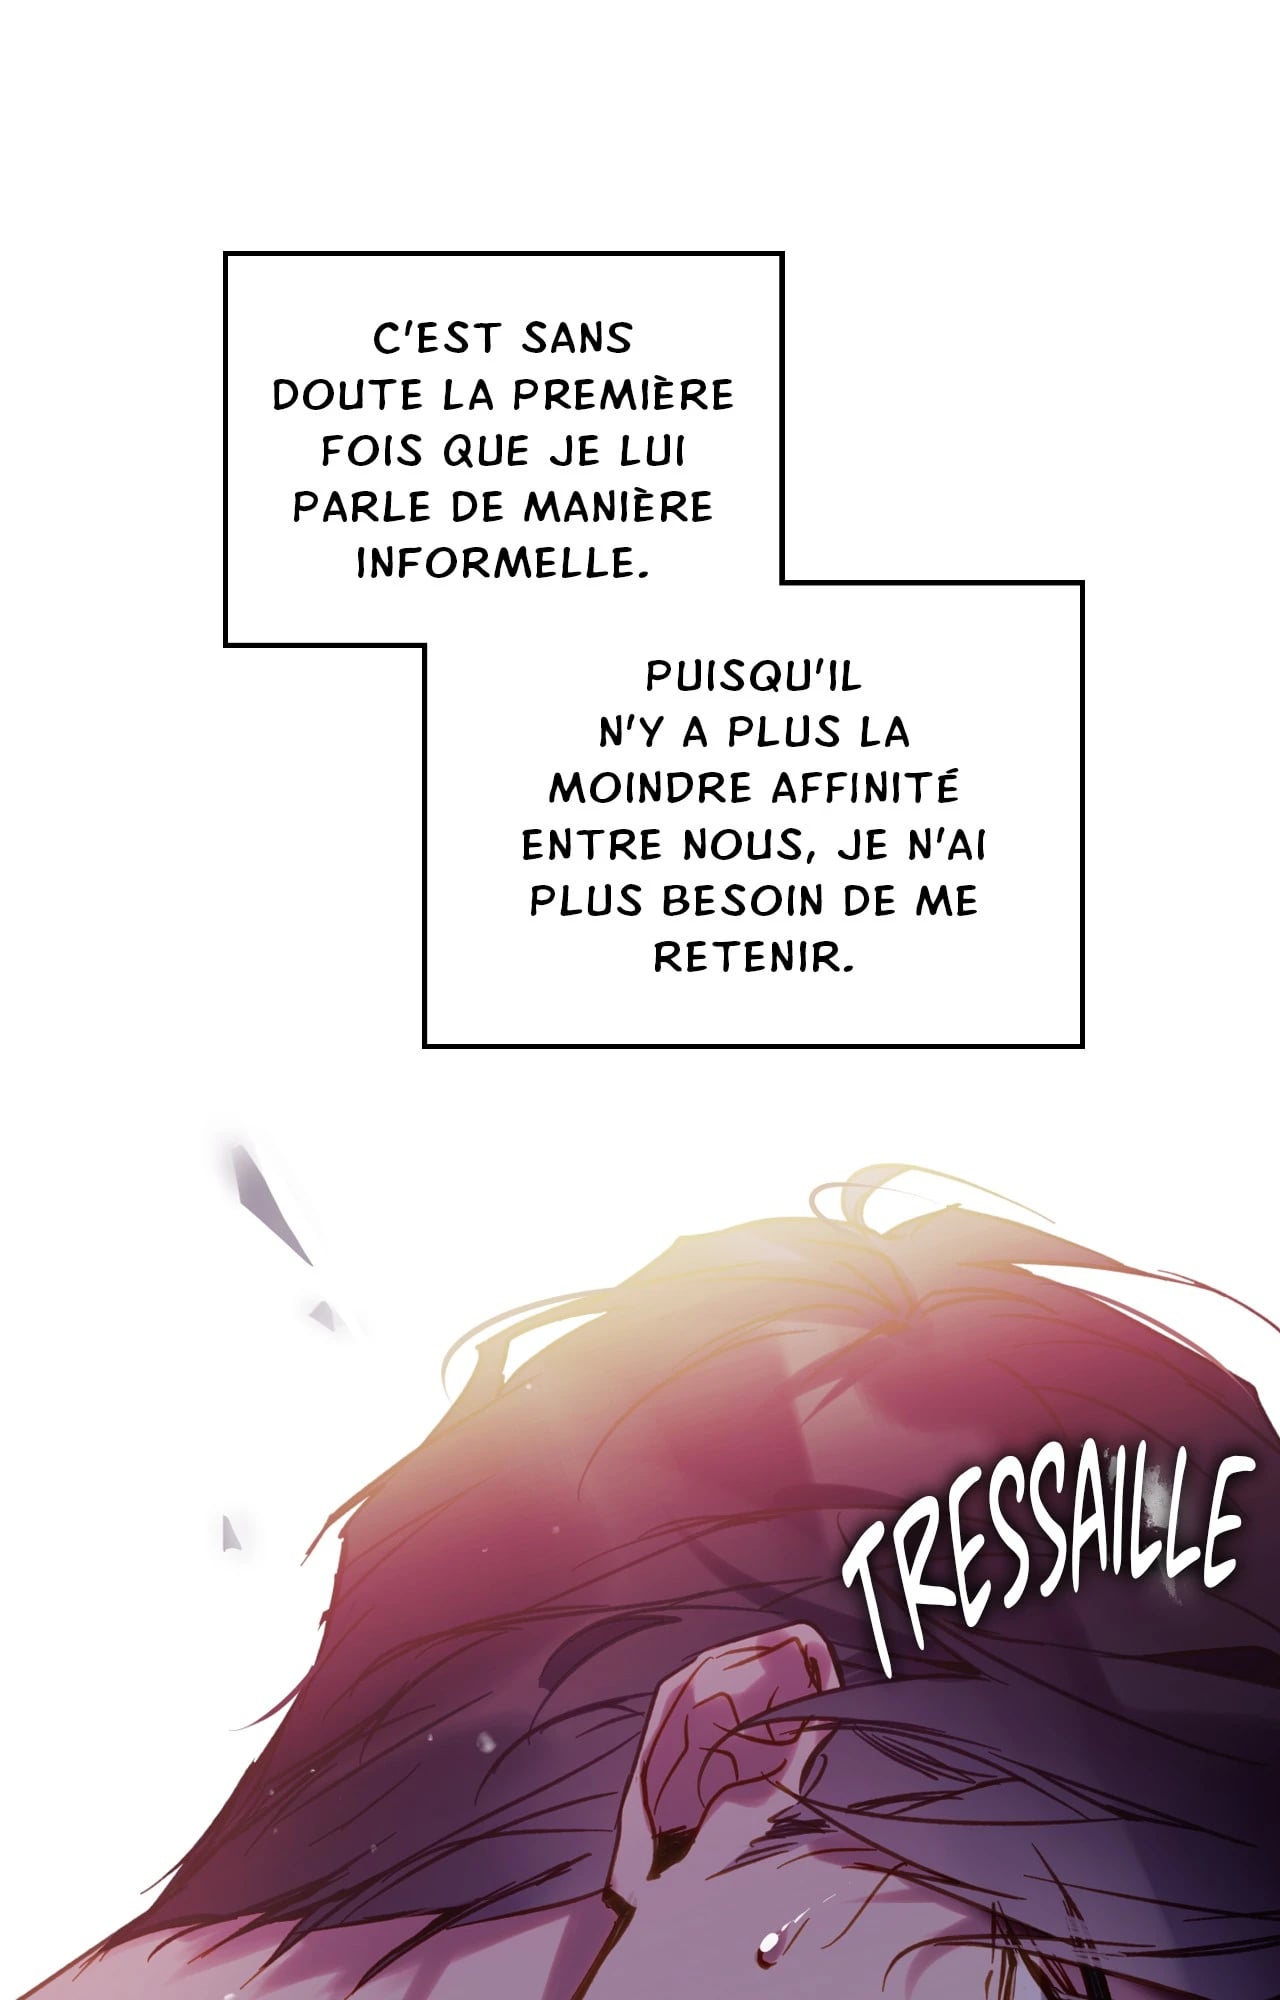 C'EST SANS
DOUTE LA PREMIÈRE
FOIS QUE JE LUI
PARLE DE MANIÈRE
INFORMELLE.
PUISQU'IL
N'Y A PLUS LA
MOINDRE AFFINITÉ
ENTRE NOUS, JE N'AI
PLUS BESOIN DE ME
RETENIR.
TRESSAILLE